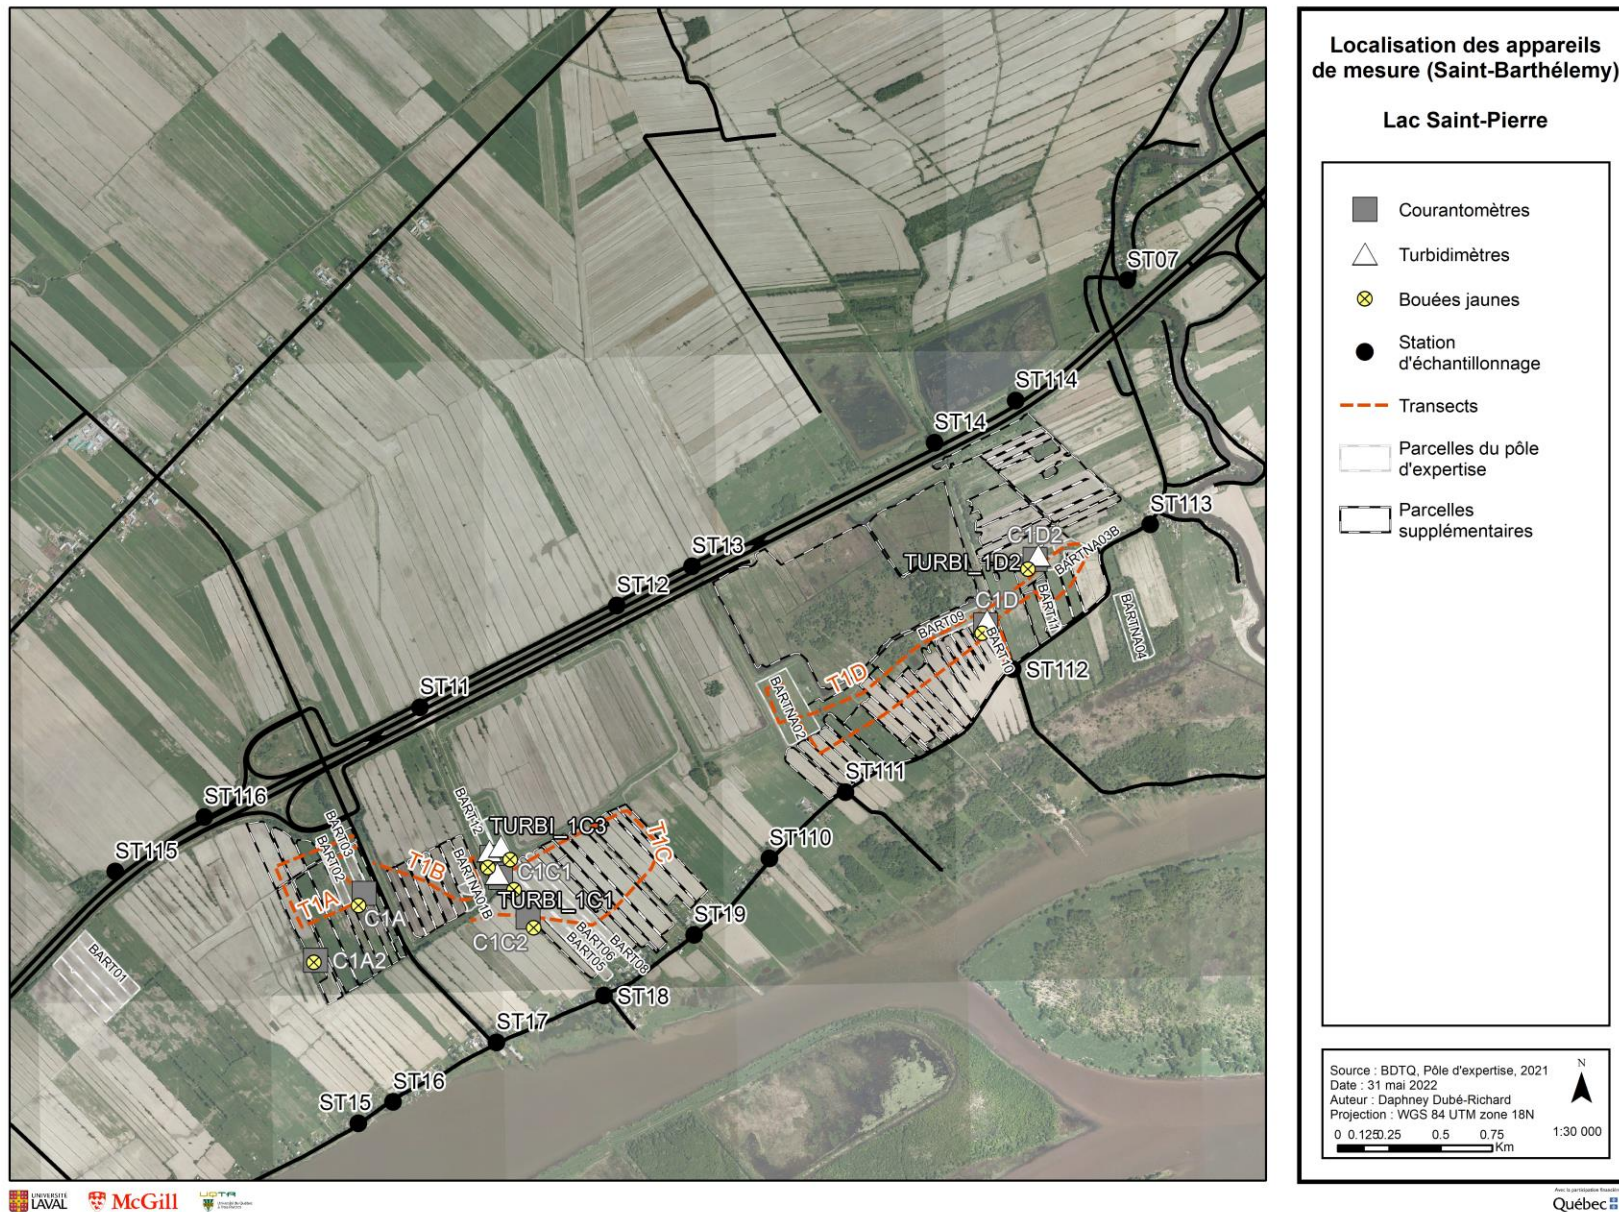 Localisation des appareils
de mesure (Saint-Barthélemy)
Lac Saint-Pierre
Courantomètres
Turbidimètres
Bouées jaunes
Station
d'échantillonnage
Transects
Parcelles du pôle
d'expertise
Parcelles
supplémentaires
Source : BDTQ, Pôle d'expertise, 2021
Date : 31 mai 2022
Auteur : Daphney Dubé-Richard
Projection : WGS 84 UTM zone 18N
N
0 0.125 0.25 0.5 0.75
Km
1:30 000
ST07
ST114
ST14
ST113
C1D2
BARTNA03B
TURBI_1D2
ST13
C1D
ST12
BART09
BART11
BARTNA04
BART10
ST112
T1D
BARTNA02
ST11
ST111
ST116
BART12
TURBI_1C3
BART03
BART02
T1C
ST110
ST115
T1B
C1C1
BARTNA01B
TURBI_1C1
T1A
C1A
C1C2
BART06
BART05
BART08
ST19
C1A2
BART01
ST18
ST17
ST16
ST15
UNIVERSITÉ
LAVAL
McGill
UQTR
Québec